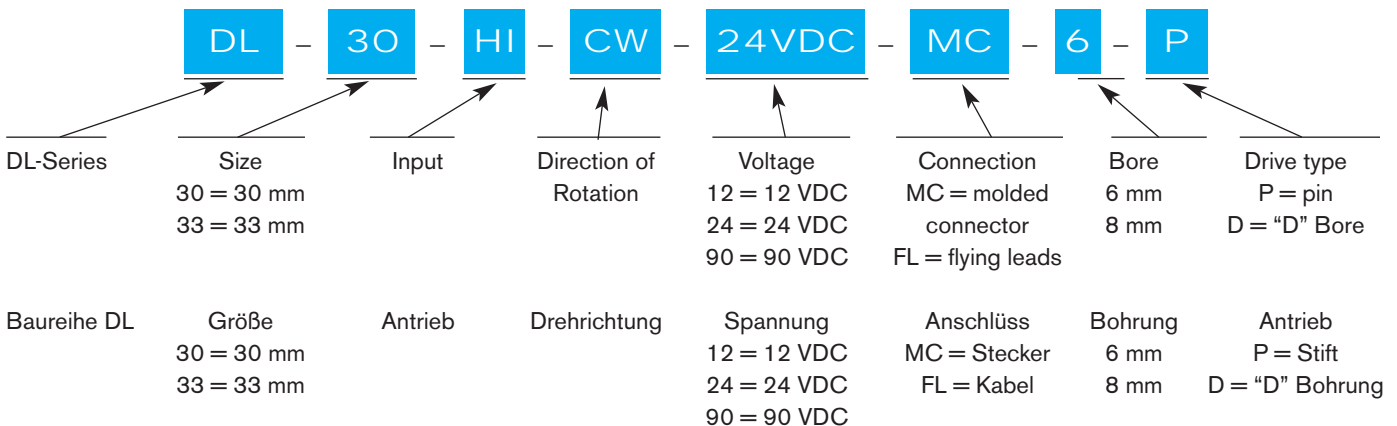 DL – 30 – HI – CW – 24VDC – MC – 6 – P
DL-Series
Size
30 = 30 mm
33 = 33 mm
Input
Direction of
Rotation
Voltage
12 = 12 VDC
24 = 24 VDC
90 = 90 VDC
Connection
MC = molded
connector
FL = flying leads
Bore
6 mm
8 mm
Drive type
P = pin
D = “D” Bore
Baureihe DL
Größe
30 = 30 mm
33 = 33 mm
Antrieb
Drehrichtung
Spannung
12 = 12 VDC
24 = 24 VDC
90 = 90 VDC
Anschlüss
MC = Stecker
FL = Kabel
Bohrung
6 mm
8 mm
Antrieb
P = Stift
D = “D” Bohrung